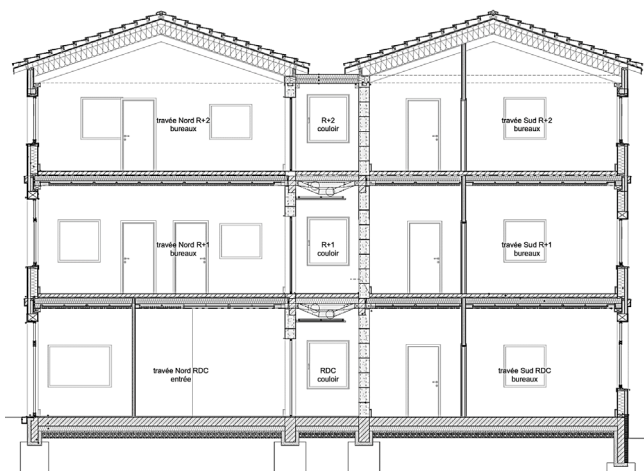 travée Nord R+2
bureaux
R+2
couloir
travée Sud R+2
bureaux
travée Nord R+1
bureaux
R+1
couloir
travée Sud R+1
bureaux
travée Nord RDC
entrée
RDC
couloir
travée Sud RDC
bureaux